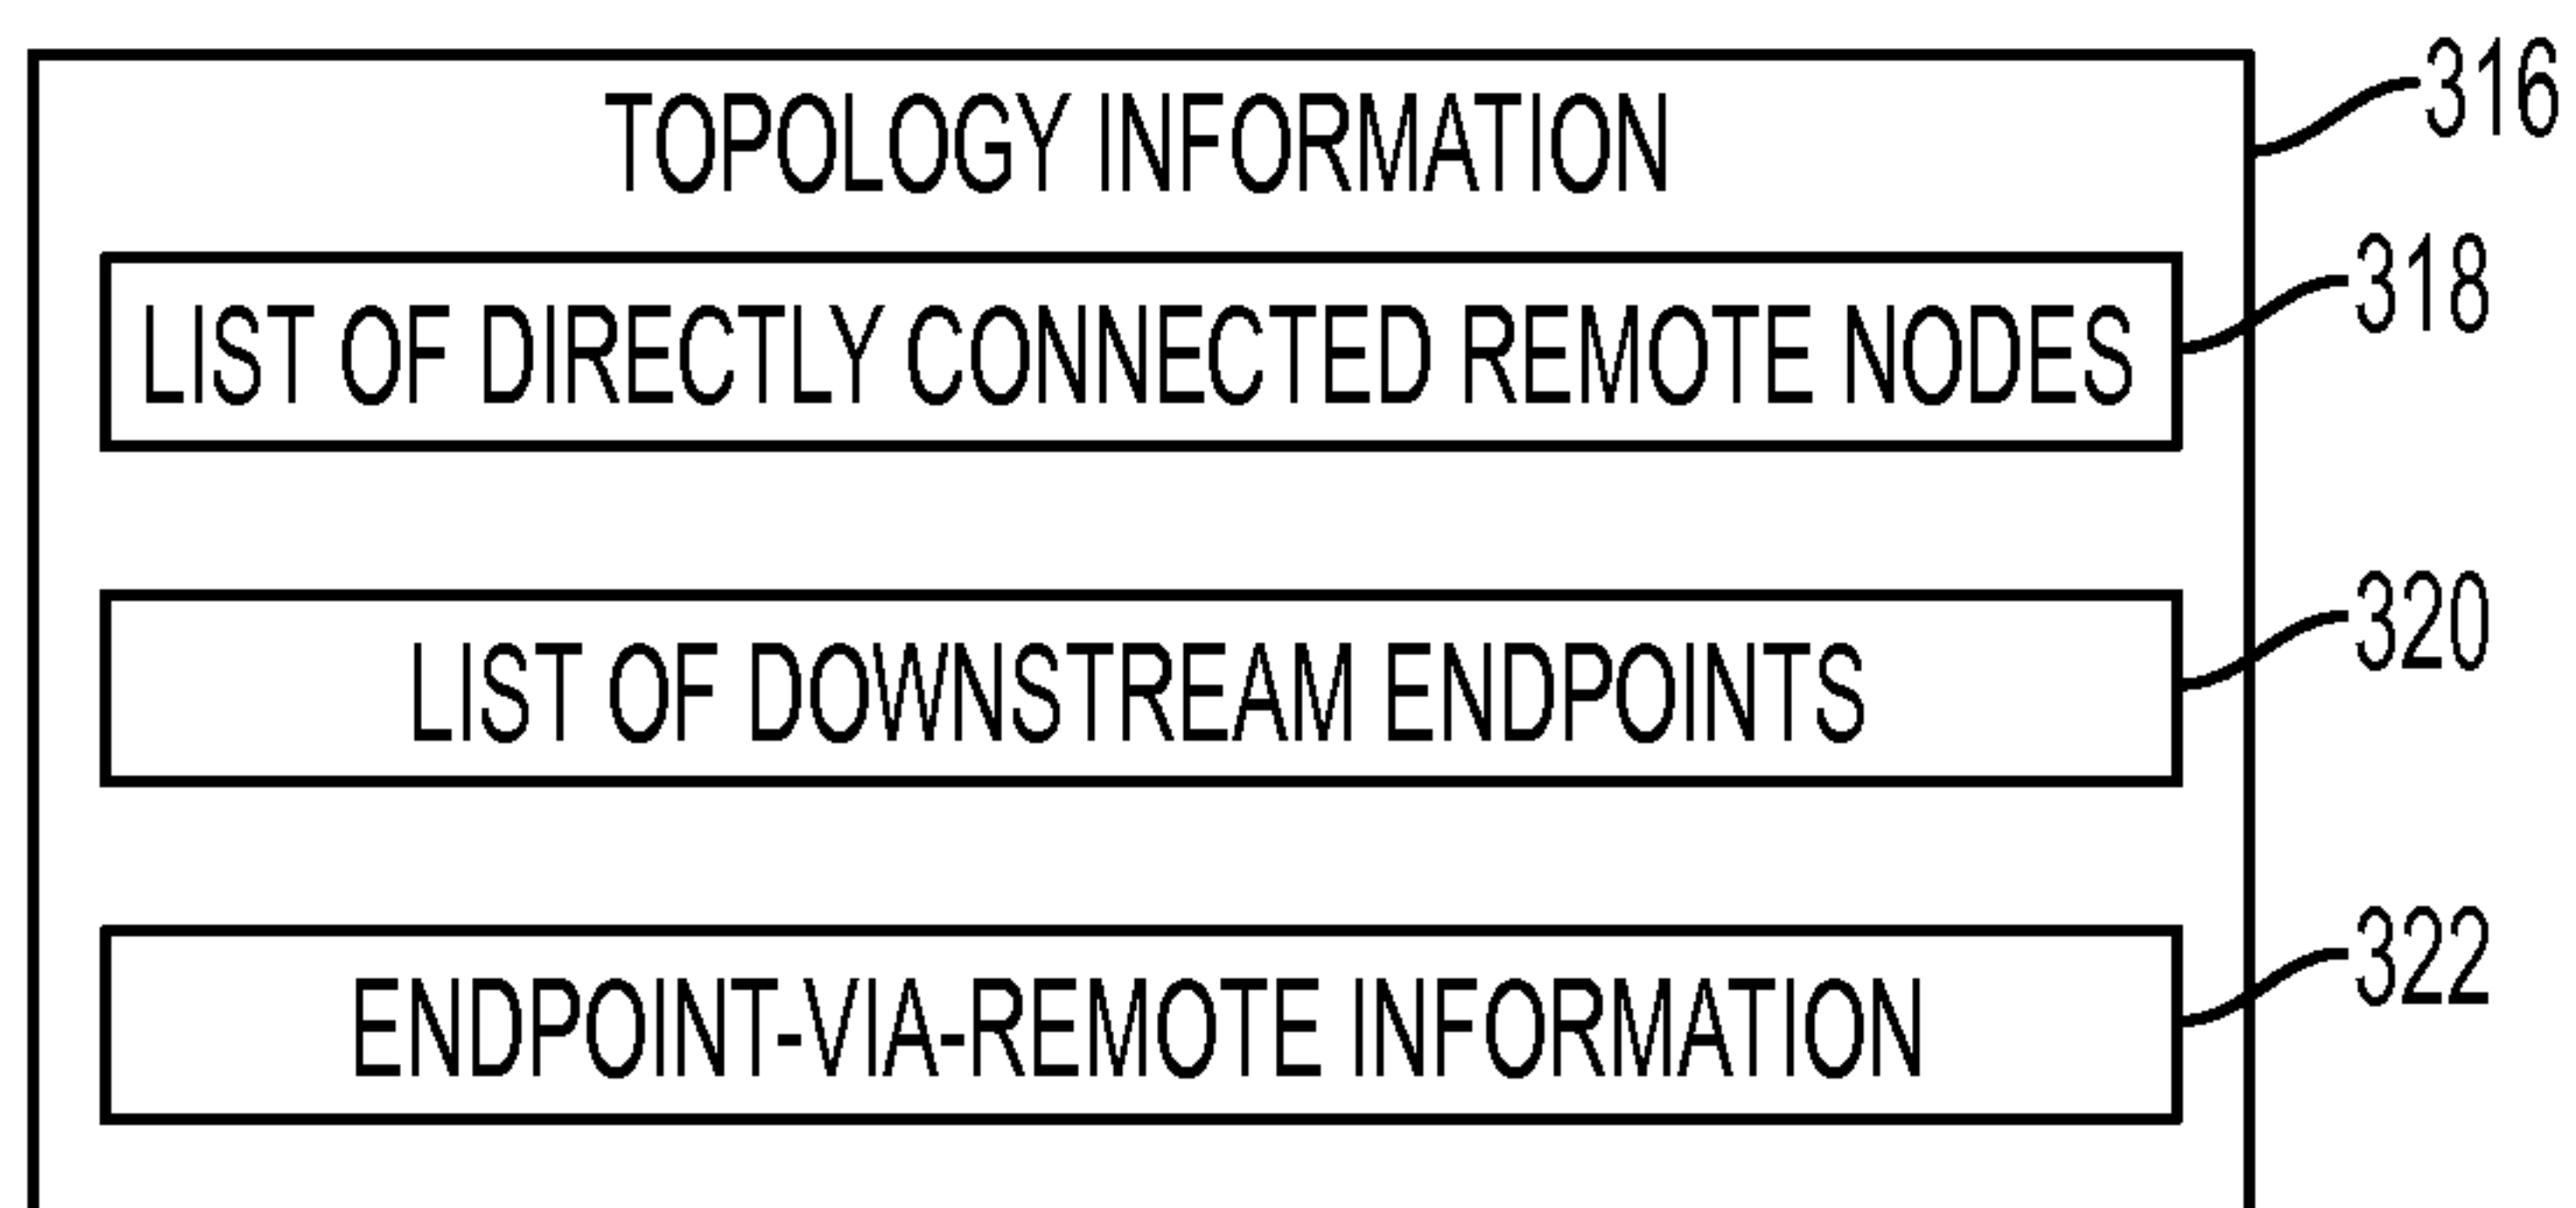 TOPOLOGY INFORMATION
316
LIST OF DIRECTLY CONNECTED REMOTE NODES
318
LIST OF DOWNSTREAM ENDPOINTS
320
ENDPOINT-VIA-REMOTE INFORMATION
322